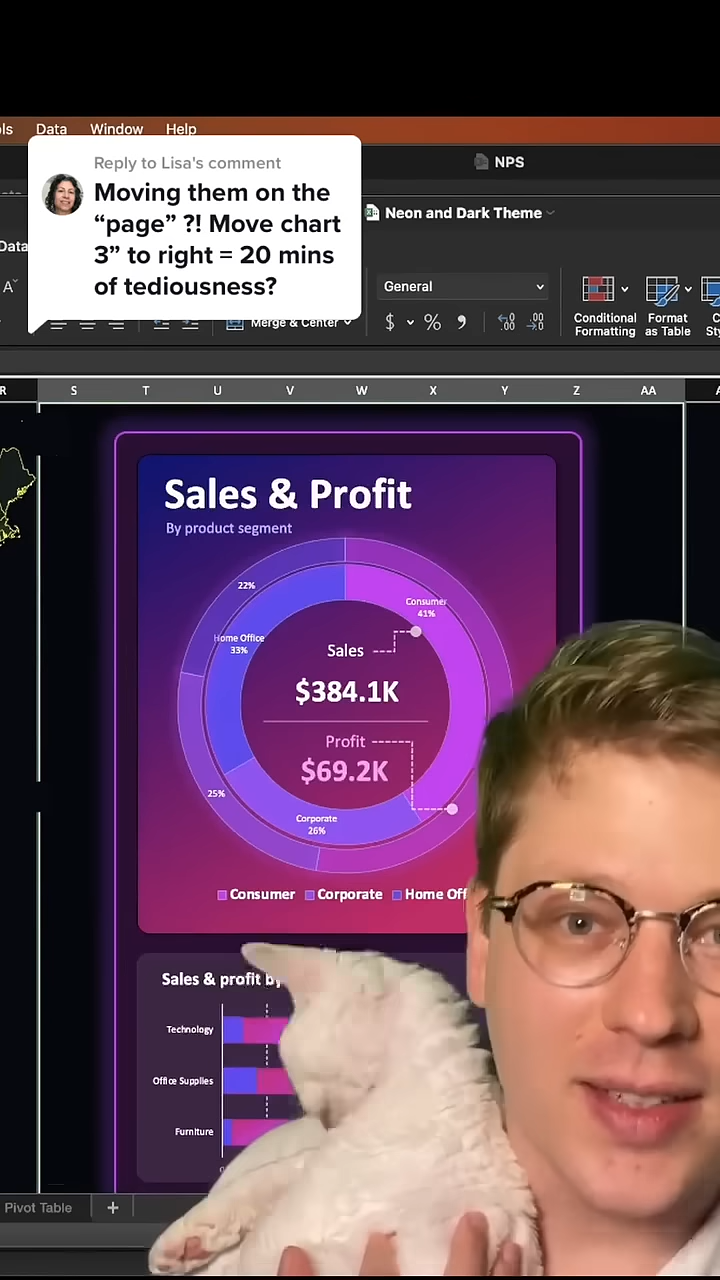 Data Window Help
Reply to Lisa's comment
Moving them on the
“page” ?! Move chart
3” to right = 20 mins
of tediousness?
NPS
Neon and Dark Theme
Data
A
General
Merge & Center
$ % 9
Conditional
Formatting
Format
as Table
R S T U V W X Y Z AA
Sales & Profit
By product segment
22%
Consumer
41%
Home Office
33%
Sales
$384.1K
Profit
$69.2K
25%
Corporate
26%
Consumer Corporate Home Off
Sales & profit by
Technology
Office Supplies
Furniture
Pivot Table +